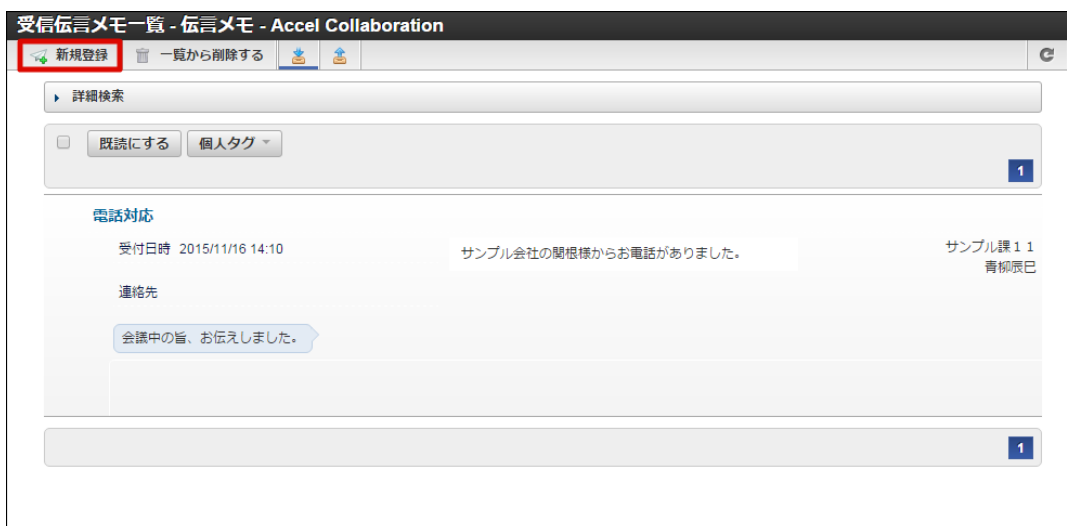 受信伝言メモ一覧 - 伝言メモ - Accel Collaboration
新規登録 一覧から削除する
詳細検索
既読にする 個人タグ
1
電話対応
受付日時 2015/11/16 14:10 サンプル会社の関根様からお電話がありました。 サンプル課11
青柳辰巳
連絡先
会議中の旨、お伝えしました。
1